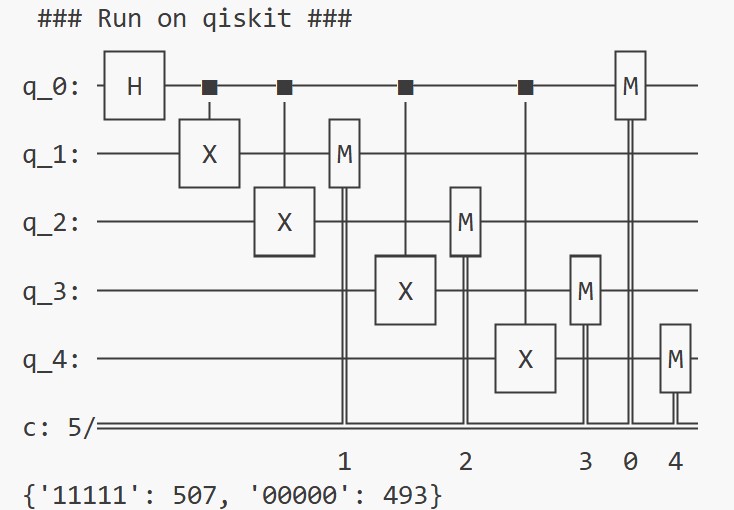 ### Run on qiskit ###
q_0: H ■ ■ ■ ■ M
q_1: X M
q_2: X M
q_3: X M
q_4: X M
c: 5/
1 2 3 0 4
{'11111': 507, '00000': 493}